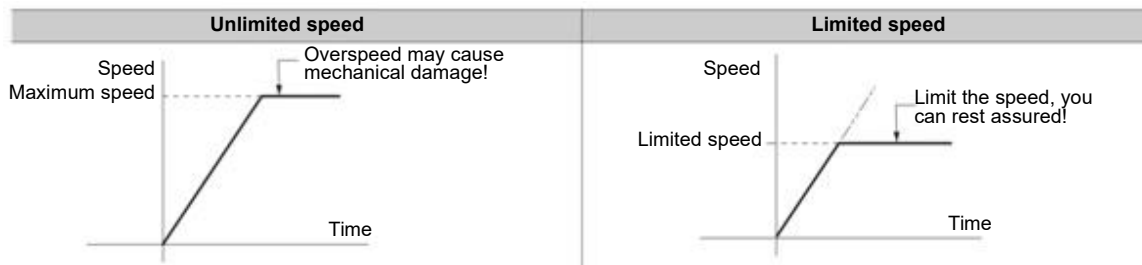 Unlimited speed
Limited speed
Overspeed may cause
mechanical damage!
Speed
Maximum speed
Time
Speed
Limit the speed, you
can rest assured!
Limited speed
Time